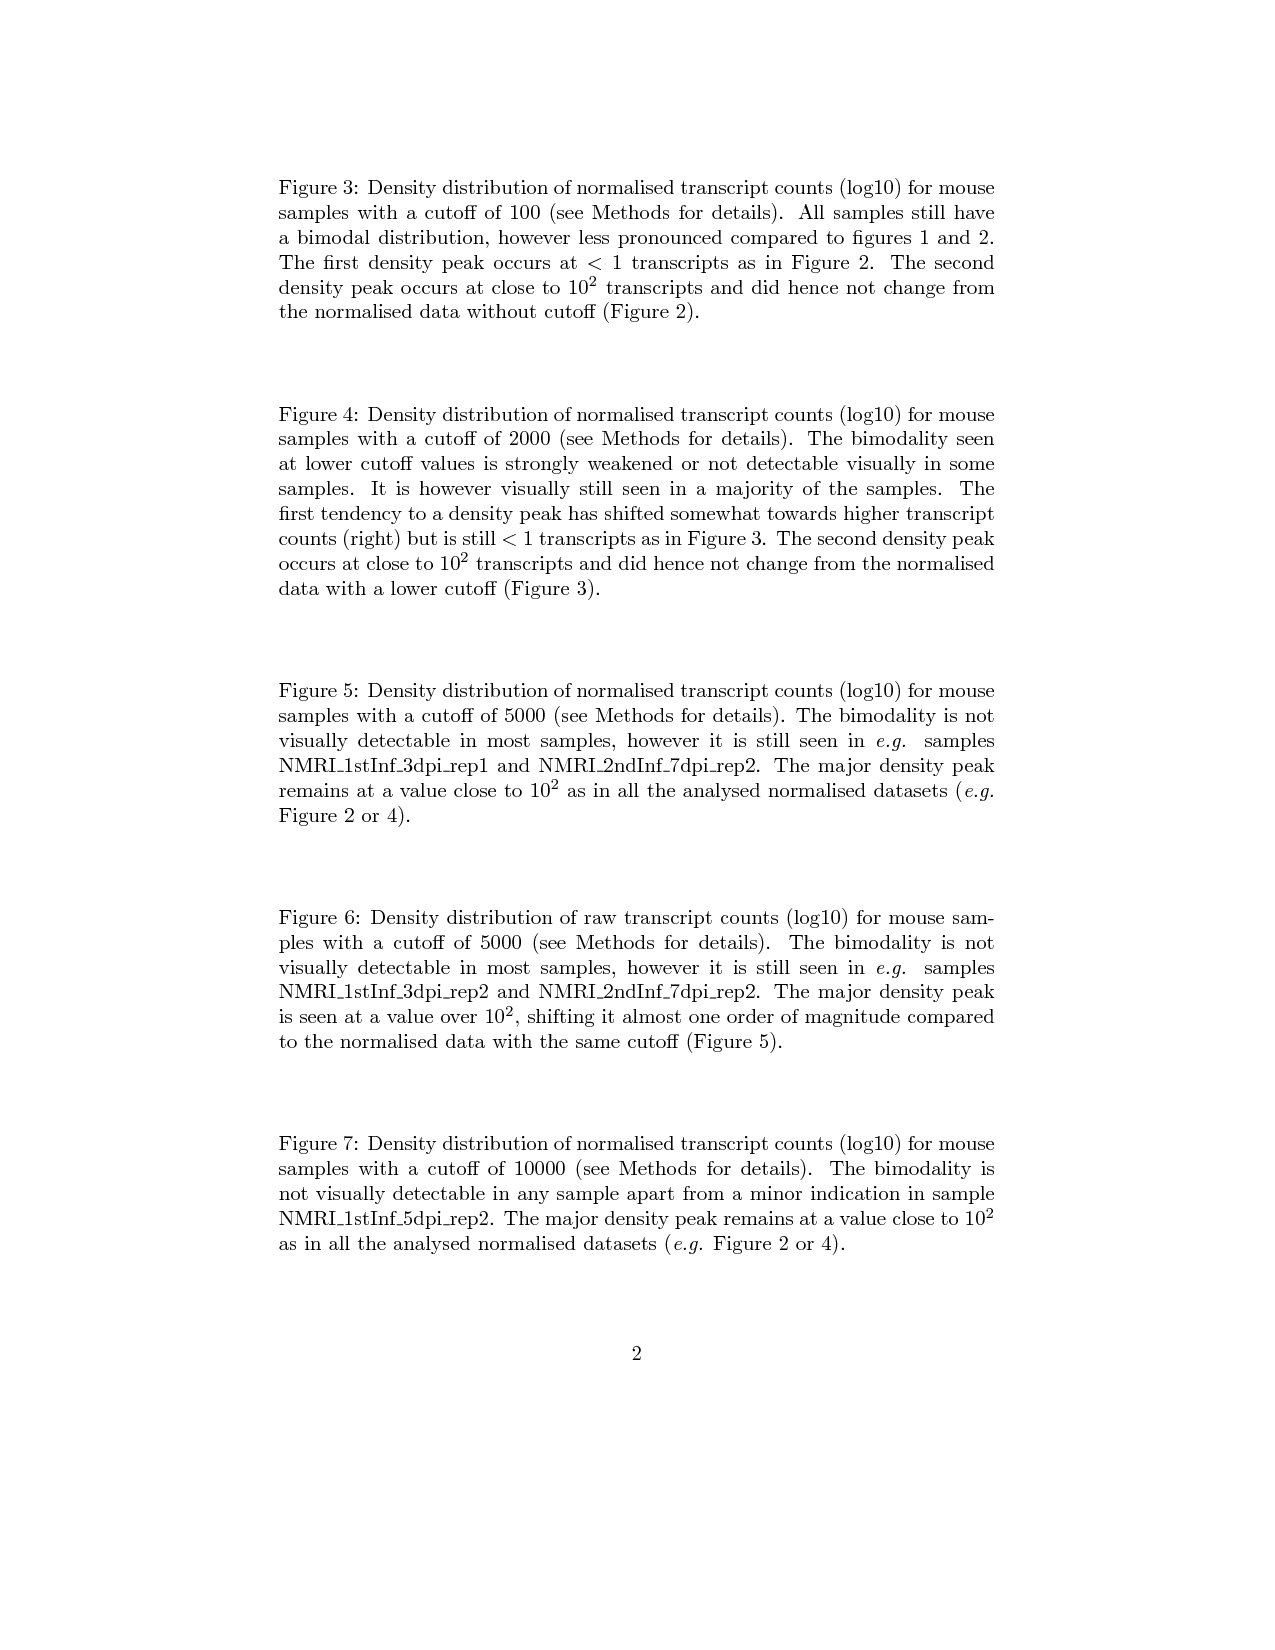 Figure 3: Density distribution of normalised transcript counts (log10) for mouse
samples with a cutoff of 100 (see Methods for details). All samples still have
a bimodal distribution, however less pronounced compared to figures 1 and 2.
The first density peak occurs at < 1 transcripts as in Figure 2. The second
density peak occurs at close to 10² transcripts and did hence not change from
the normalised data without cutoff (Figure 2).
Figure 4: Density distribution of normalised transcript counts (log10) for mouse
samples with a cutoff of 2000 (see Methods for details). The bimodality seen
at lower cutoff values is strongly weakened or not detectable visually in some
samples. It is however visually still seen in a majority of the samples. The
first tendency to a density peak has shifted somewhat towards higher transcript
counts (right) but is still < 1 transcripts as in Figure 3. The second density peak
occurs at close to 10² transcripts and did hence not change from the normalised
data with a lower cutoff (Figure 3).
Figure 5: Density distribution of normalised transcript counts (log10) for mouse
samples with a cutoff of 5000 (see Methods for details). The bimodality is not
visually detectable in most samples, however it is still seen in e.g. samples
NMRI_1stInf_3dpi_rep1 and NMRI_2ndInf_7dpi_rep2. The major density peak
remains at a value close to 10² as in all the analysed normalised datasets (e.g.
Figure 2 or 4).
Figure 6: Density distribution of raw transcript counts (log10) for mouse sam-
ples with a cutoff of 5000 (see Methods for details). The bimodality is not
visually detectable in most samples, however it is still seen in e.g. samples
NMRI_1stInf_3dpi_rep2 and NMRI_2ndInf_7dpi_rep2. The major density peak
is seen at a value over 10², shifting it almost one order of magnitude compared
to the normalised data with the same cutoff (Figure 5).
Figure 7: Density distribution of normalised transcript counts (log10) for mouse
samples with a cutoff of 10000 (see Methods for details). The bimodality is
not visually detectable in any sample apart from a minor indication in sample
NMRI_1stInf_5dpi_rep2. The major density peak remains at a value close to 10²
as in all the analysed normalised datasets (e.g. Figure 2 or 4).
2